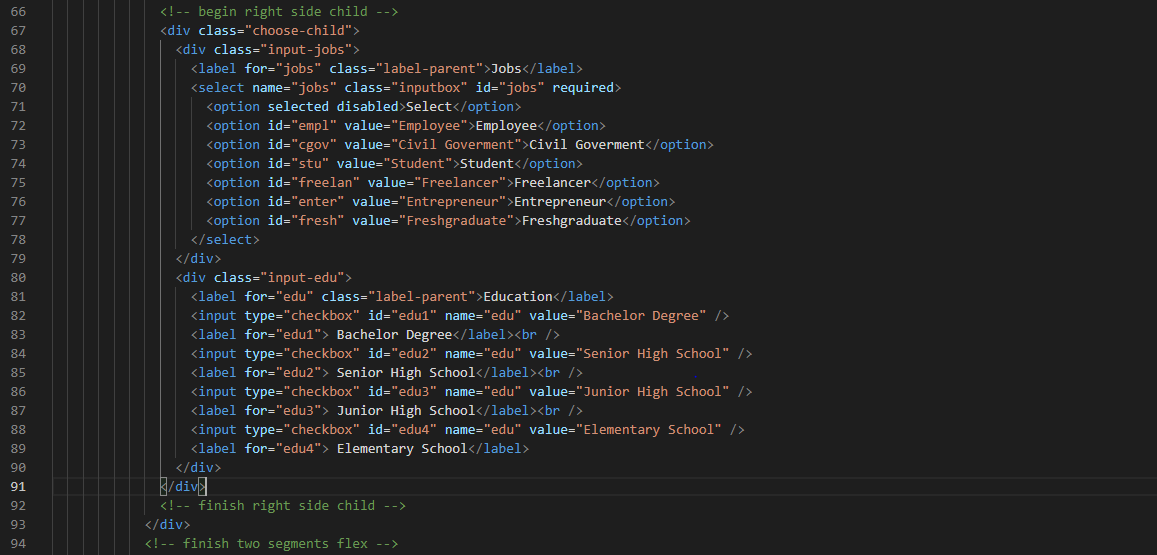 66 <!-- begin right side child -->
67 <div class="choose-child">
68 <div class="input-jobs">
69 <label for="jobs" class="label-parent">Jobs</label>
70 <select name="jobs" class="inputbox" id="jobs" required>
71 <option selected disabled>Select</option>
72 <option id="empl" value="Employee">Employee</option>
73 <option id="cgov" value="Civil Goverment">Civil Goverment</option>
74 <option id="stu" value="Student">Student</option>
75 <option id="freelan" value="Freelancer">Freelancer</option>
76 <option id="enter" value="Entrepreneur">Entrepreneur</option>
77 <option id="fresh" value="Freshgraduate">Freshgraduate</option>
78 </select>
79 </div>
80 <div class="input-edu">
81 <label for="edu" class="label-parent">Education</label>
82 <input type="checkbox" id="edu1" name="edu" value="Bachelor Degree" />
83 <label for="edu1"> Bachelor Degree</label><br />
84 <input type="checkbox" id="edu2" name="edu" value="Senior High School" />
85 <label for="edu2"> Senior High School</label><br />
86 <input type="checkbox" id="edu3" name="edu" value="Junior High School" />
87 <label for="edu3"> Junior High School</label><br />
88 <input type="checkbox" id="edu4" name="edu" value="Elementary School" />
89 <label for="edu4"> Elementary School</label>
90 </div>
91 </div>
92 <!-- finish right side child -->
93 </div>
94 <!-- finish two segments flex -->